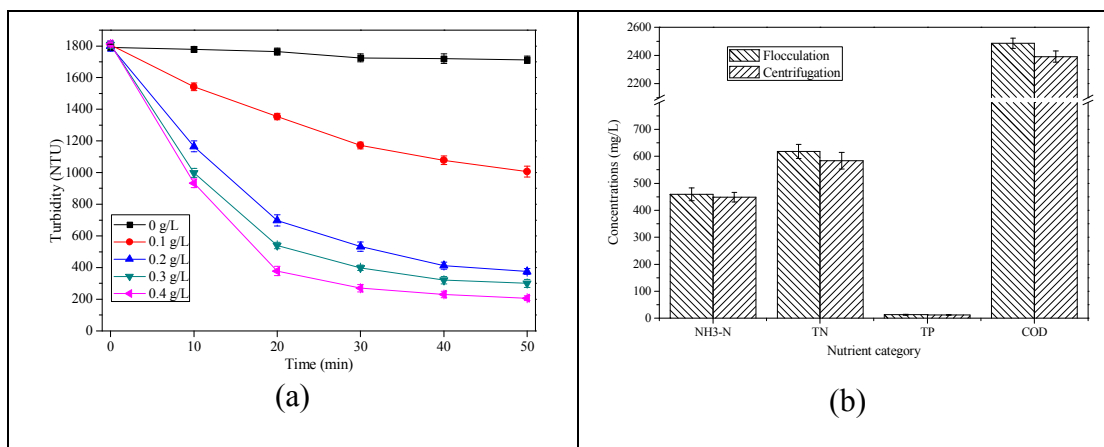 1800
1600
1400
1200
1000
800
600
400
200
0
Turbidity (NTU)
0 g/L
0.1 g/L
0.2 g/L
0.3 g/L
0.4 g/L
0 10 20 30 40 50
Time (min)
(a)
2600
2400
2200
600
500
400
300
200
100
0
Concentrations (mg/L)
Flocculation
Centrifugation
NH3-N TN TP COD
Nutrient category
(b)